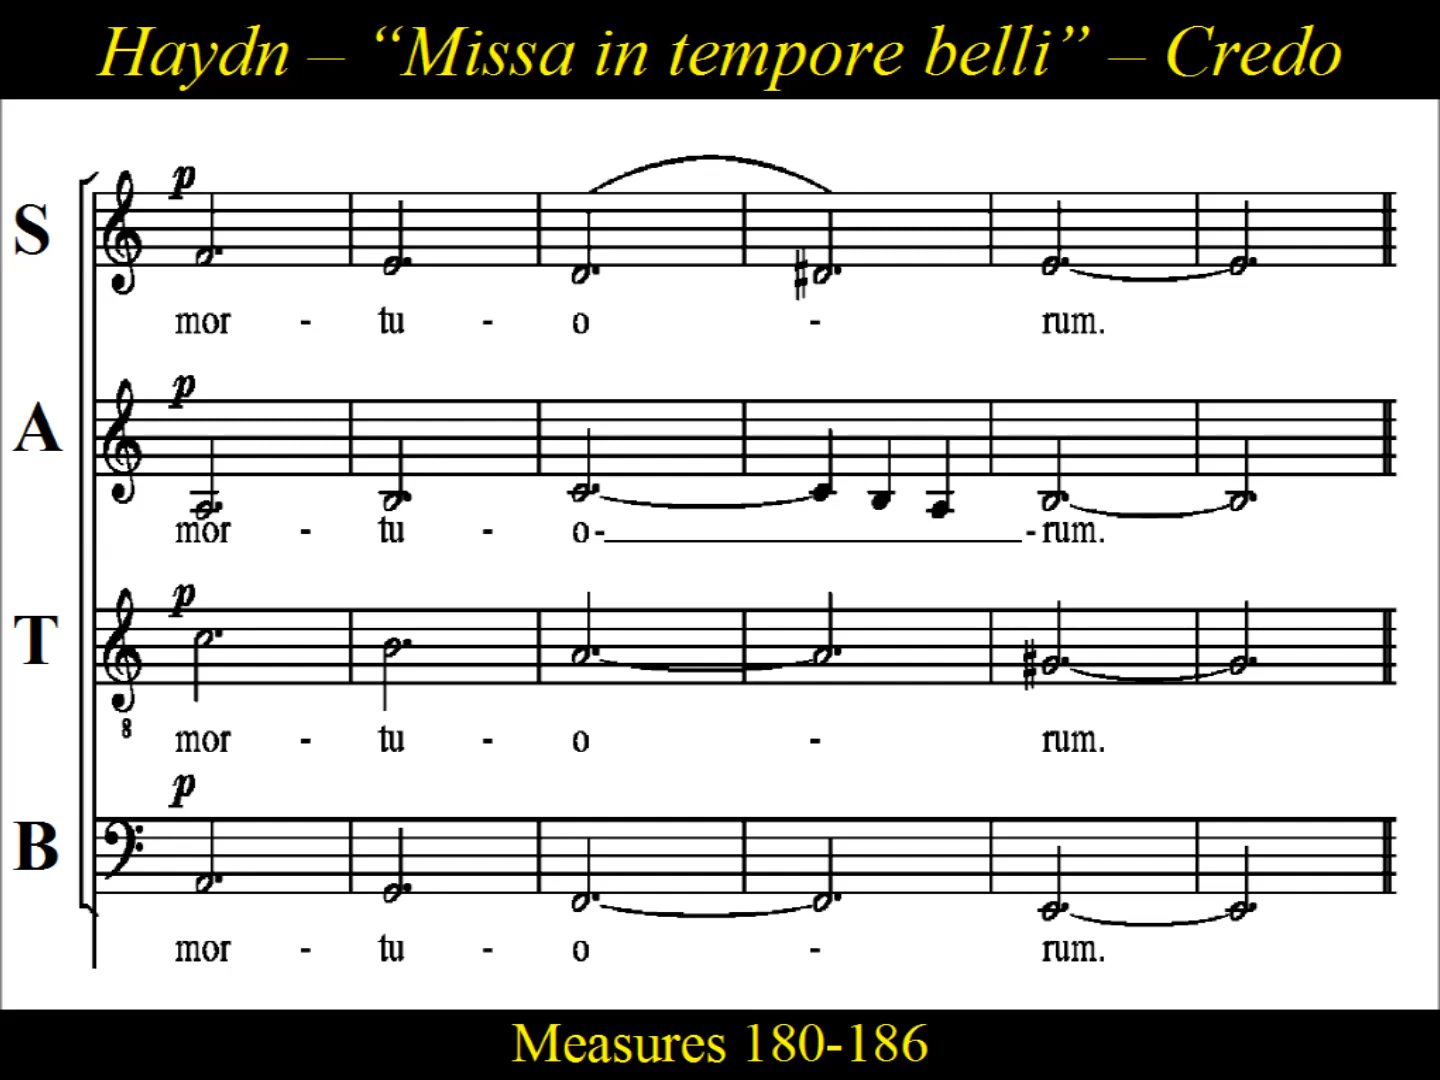 Haydn – “Missa in tempore belli” – Credo
S
p
mor - tu - o - rum.
A
p
mor - tu - o- - rum.
T
p
8
mor - tu - o - rum.
B
p
mor - tu - o - rum.
Measures 180-186